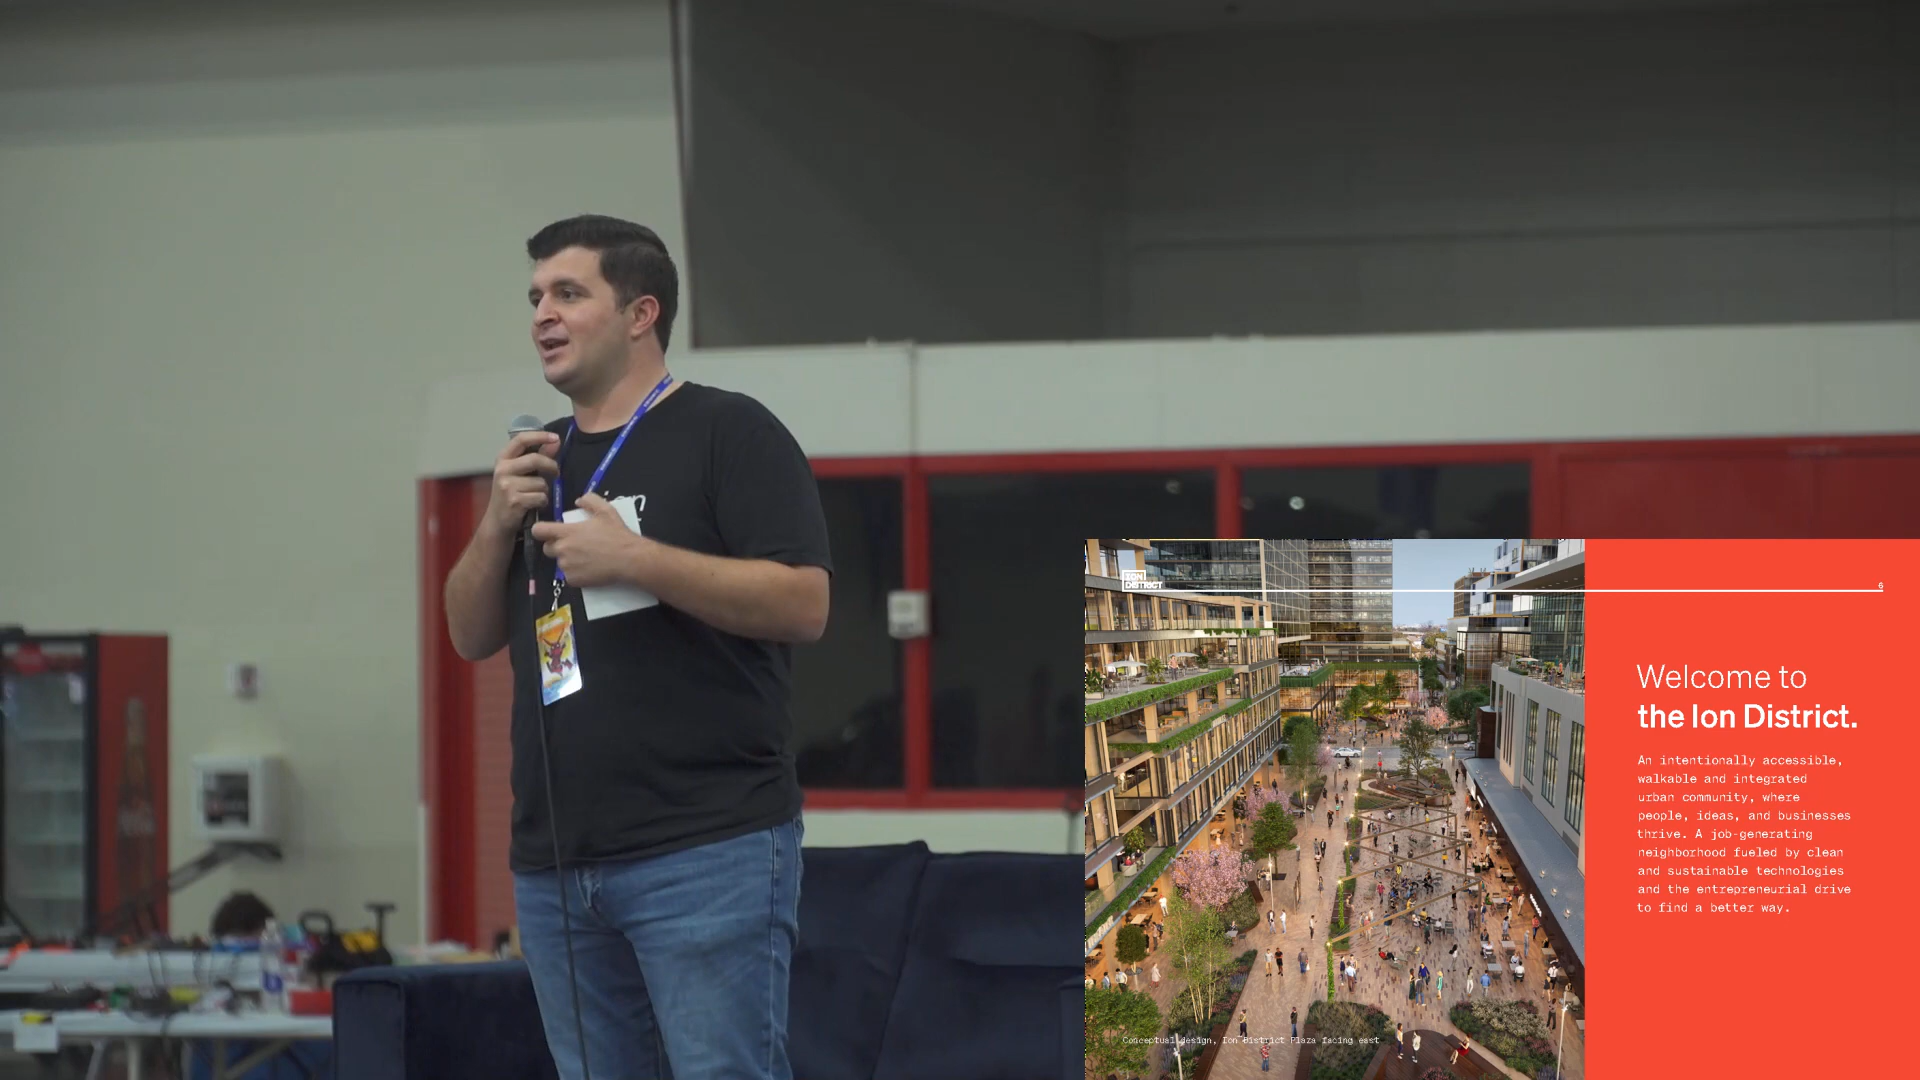 ION
DISTRICT
6
Welcome to
the Ion District.
An intentionally accessible,
walkable and integrated
urban community, where
people, ideas, and businesses
thrive. A job-generating
neighborhood fueled by clean
and sustainable technologies
and the entrepreneurial drive
to find a better way.
Conceptual design, Ion District Plaza facing east